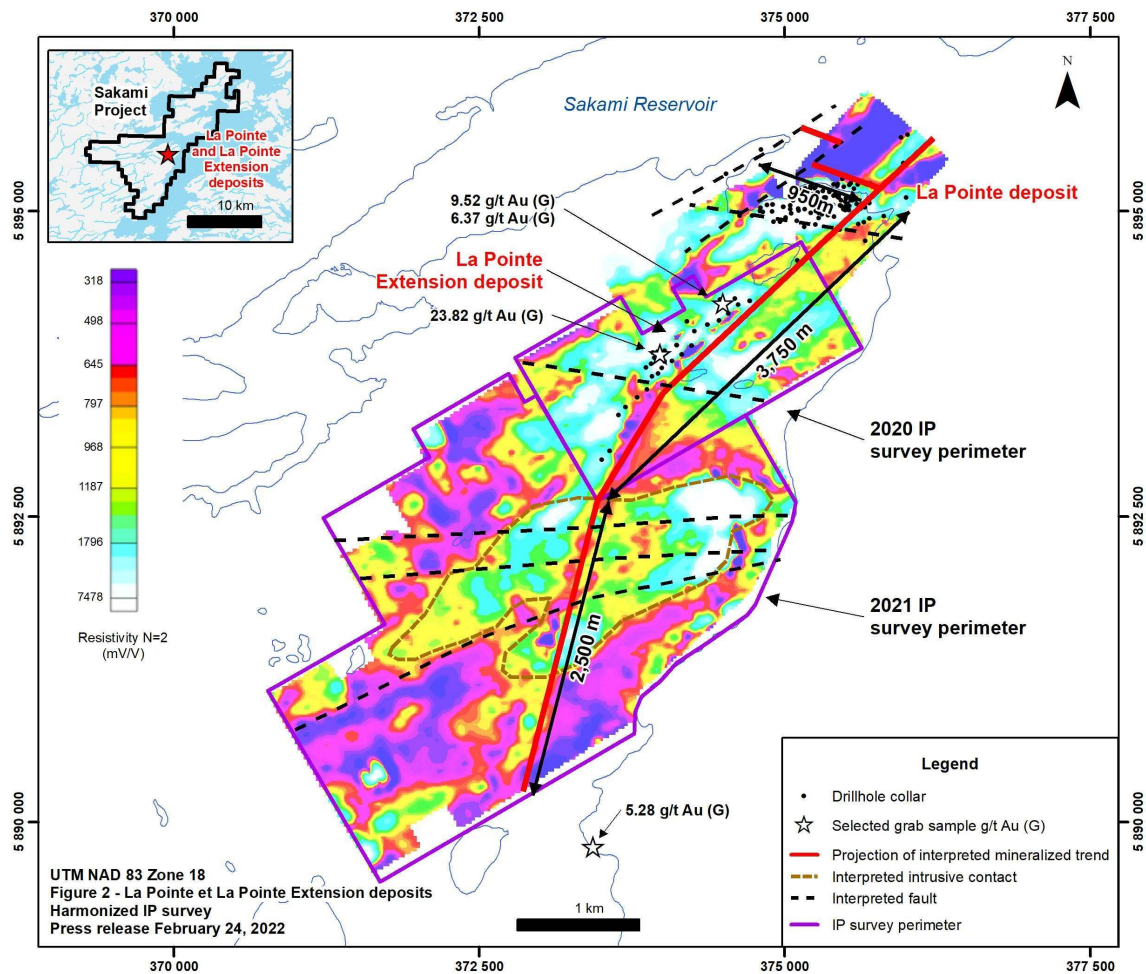 370 000
372 500
375 000
377 500
Sakami
Project
La Pointe
and La Pointe
Extension
deposits
10 km
Sakami Reservoir
N
5 895 000
5 895 000
9.52 g/t Au (G)
6.37 g/t Au (G)
950m
La Pointe deposit
La Pointe
Extension deposit
23.82 g/t Au (G)
3,750 m
318
498
645
797
968
1187
1796
7478
Resistivity N=2
(mV/V)
2020 IP
survey perimeter
5 892 500
5 892 500
2021 IP
survey perimeter
2,500 m
5 890 000
5 890 000
5.28 g/t Au (G)
Legend
Drillhole collar
Selected grab sample g/t Au (G)
Projection of interpreted mineralized trend
Interpreted intrusive contact
Interpreted fault
IP survey perimeter
UTM NAD 83 Zone 18
Figure 2 - La Pointe et La Pointe Extension deposits
Harmonized IP survey
Press release February 24, 2022
1 km
370 000
372 500
375 000
377 500